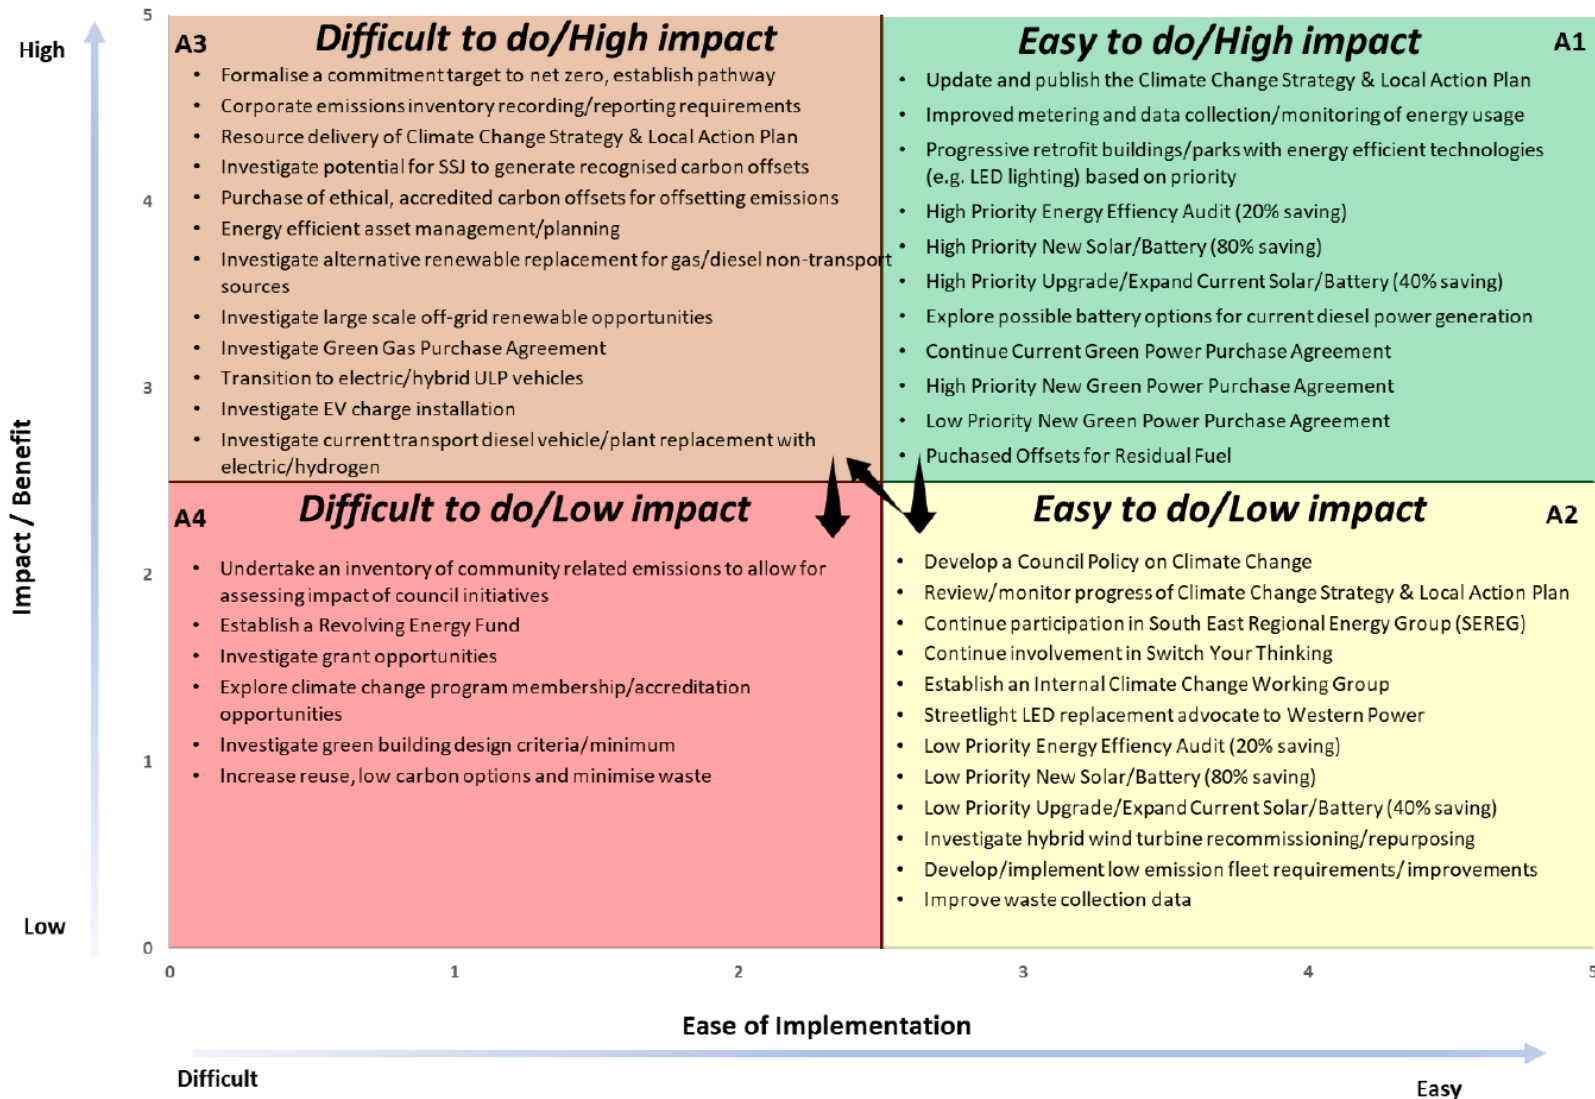 5
High
Impact / Benefit
Low
4
3
2
1
0
A3
Difficult to do/High impact
• Formalise a commitment target to net zero, establish pathway
• Corporate emissions inventory recording/reporting requirements
• Resource delivery of Climate Change Strategy & Local Action Plan
• Investigate potential for SSJ to generate recognised carbon offsets
• Purchase of ethical, accredited carbon offsets for offsetting emissions
• Energy efficient asset management/planning
• Investigate alternative renewable replacement for gas/diesel non-transport
sources
• Investigate large scale off-grid renewable opportunities
• Investigate Green Gas Purchase Agreement
• Transition to electric/hybrid ULP vehicles
• Investigate EV charge installation
• Investigate current transport diesel vehicle/plant replacement with
electric/hydrogen
Easy to do/High impact
A1
• Update and publish the Climate Change Strategy & Local Action Plan
• Improved metering and data collection/monitoring of energy usage
• Progressive retrofit buildings/parks with energy efficient technologies
(e.g. LED lighting) based on priority
• High Priority Energy Effiency Audit (20% saving)
• High Priority New Solar/Battery (80% saving)
• High Priority Upgrade/Expand Current Solar/Battery (40% saving)
• Explore possible battery options for current diesel power generation
• Continue Current Green Power Purchase Agreement
• High Priority New Green Power Purchase Agreement
• Low Priority New Green Power Purchase Agreement
• Puchased Offsets for Residual Fuel
A4
Difficult to do/Low impact
• Undertake an inventory of community related emissions to allow for
assessing impact of council initiatives
• Establish a Revolving Energy Fund
• Investigate grant opportunities
• Explore climate change program membership/accreditation
opportunities
• Investigate green building design criteria/minimum
• Increase reuse, low carbon options and minimise waste
Easy to do/Low impact
A2
• Develop a Council Policy on Climate Change
• Review/monitor progress of Climate Change Strategy & Local Action Plan
• Continue participation in South East Regional Energy Group (SEREG)
• Continue involvement in Switch Your Thinking
• Establish an Internal Climate Change Working Group
• Streetlight LED replacement advocate to Western Power
• Low Priority Energy Effiency Audit (20% saving)
• Low Priority New Solar/Battery (80% saving)
• Low Priority Upgrade/Expand Current Solar/Battery (40% saving)
• Investigate hybrid wind turbine recommissioning/repurposing
• Develop/implement low emission fleet requirements/improvements
• Improve waste collection data
0 1 2 3 4 5
Ease of Implementation
Difficult
Easy